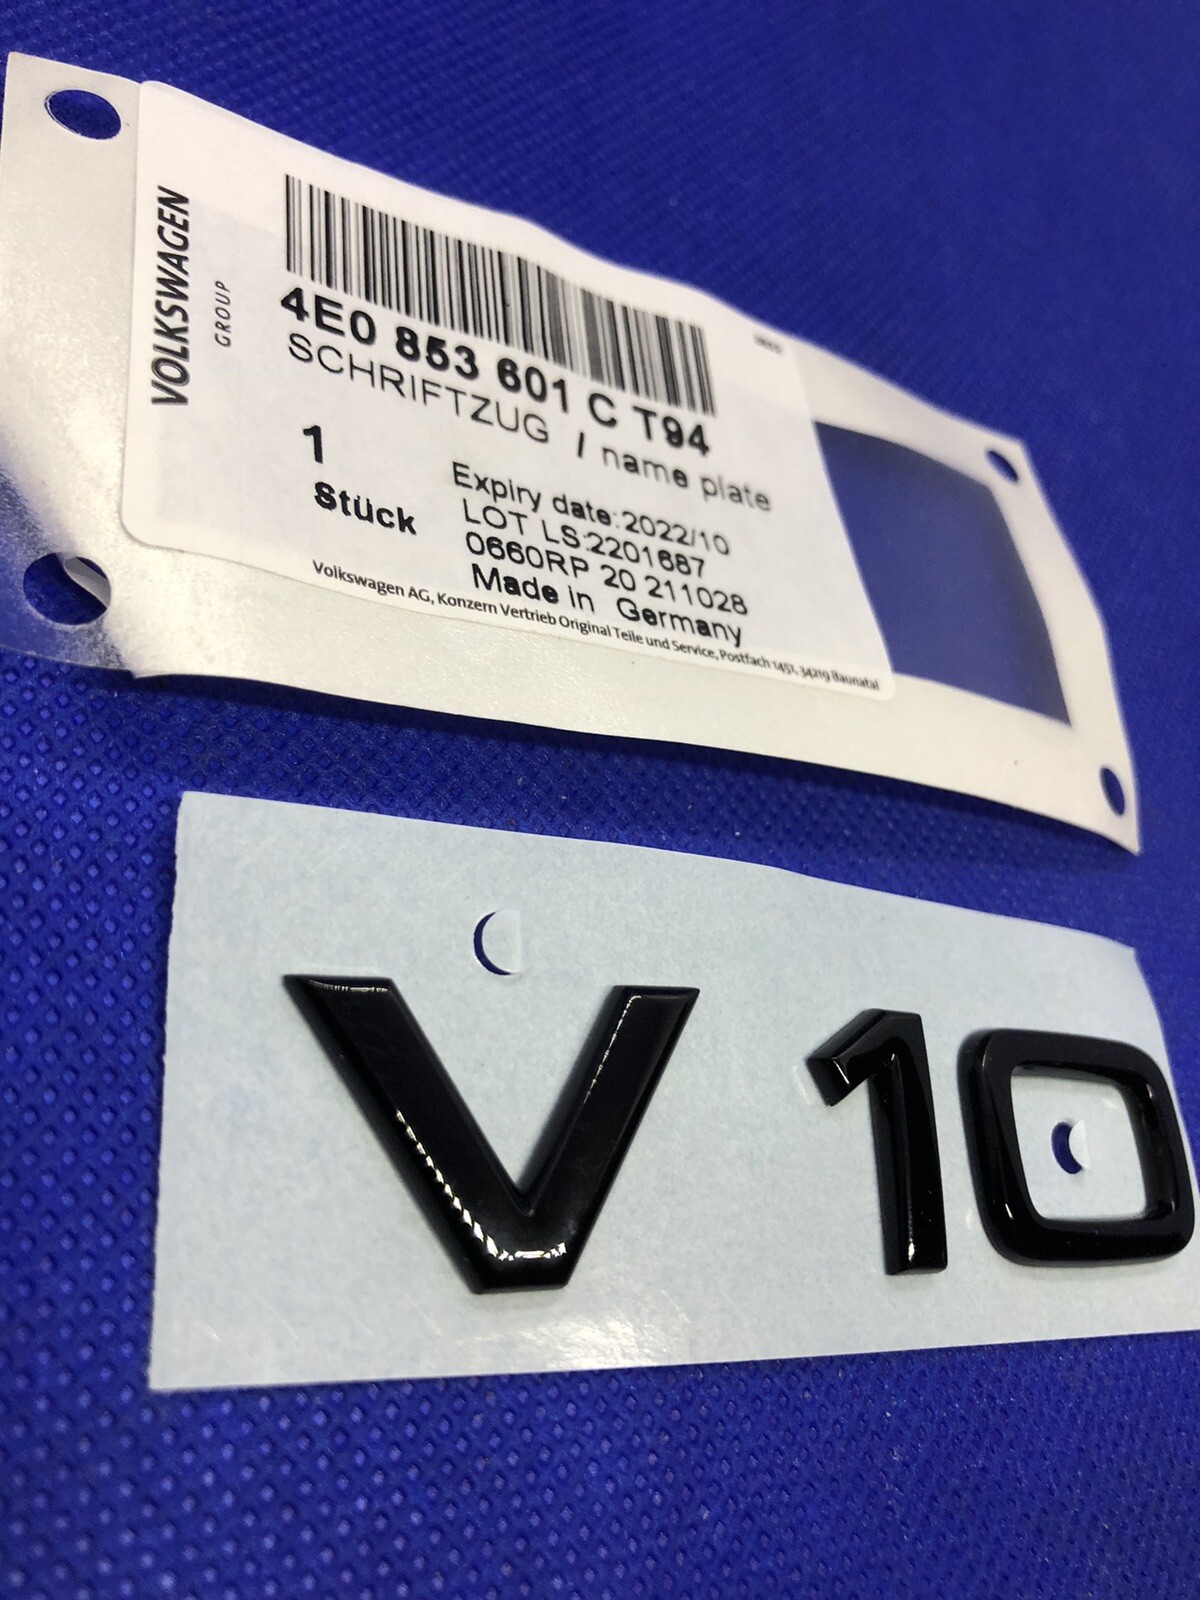 VOLKSWAGEN
GROUP
4E0 853 601 C T94
SCHRIFTZUG / name plate
1
Stück
Expiry date:2022/10
LOT LS:2201687
0660RP 20 211028
Made in Germany
Volkswagen AG, Konzern Vertrieb Original Teile und Service, Postfach 1451, 34219 Baunatal
V10